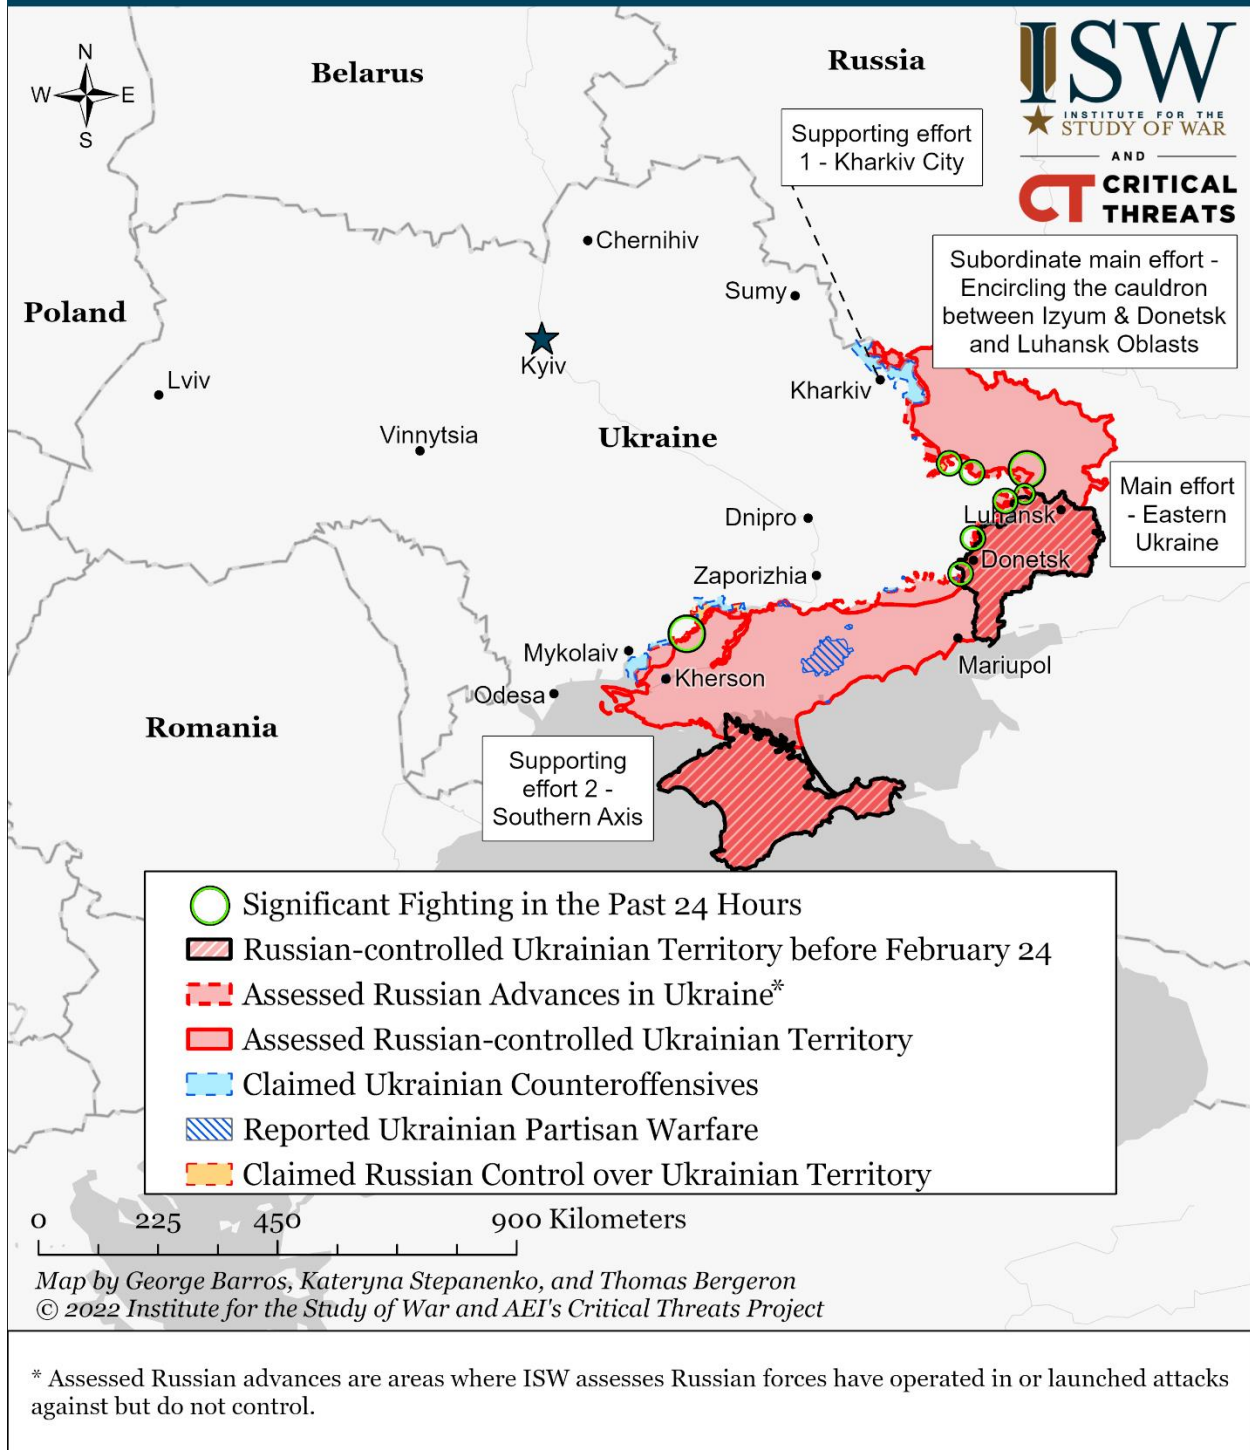 N
W E
S
Belarus
Russia
ISW
INSTITUTE FOR THE
STUDY OF WAR
AND
CT CRITICAL
THREATS
Supporting effort
1 - Kharkiv City
Subordinate main effort -
Encircling the cauldron
between Izyum & Donetsk
and Luhansk Oblasts
Chernihiv
Sumy
Poland
Kyiv
Lviv
Kharkiv
Vinnytsia
Ukraine
Main effort
- Eastern
Ukraine
Luhansk
Dnipro
Donetsk
Zaporizhia
Mykolaiv
Mariupol
Kherson
Odesa
Romania
Supporting
effort 2 -
Southern Axis
Significant Fighting in the Past 24 Hours
Russian-controlled Ukrainian Territory before February 24
Assessed Russian Advances in Ukraine*
Assessed Russian-controlled Ukrainian Territory
Claimed Ukrainian Counteroffensives
Reported Ukrainian Partisan Warfare
Claimed Russian Control over Ukrainian Territory
0 225 450 900 Kilometers
Map by George Barros, Kateryna Stepanenko, and Thomas Bergeron
© 2022 Institute for the Study of War and AEI's Critical Threats Project
* Assessed Russian advances are areas where ISW assesses Russian forces have operated in or launched attacks
against but do not control.